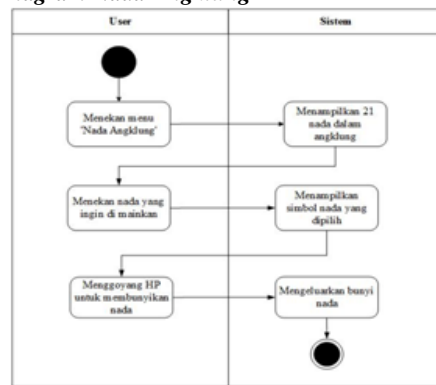 User
Sistem
Menekan menu
'Nada Angklung'
Menampilkan 21
nada dalam
angklung
Menekan nada yang
ingin di mainkan
Menampilkan
simbol nada yang
dipilih
Menggoyang HP
untuk membunyikan
nada
Mengeluarkan bunyi
nada